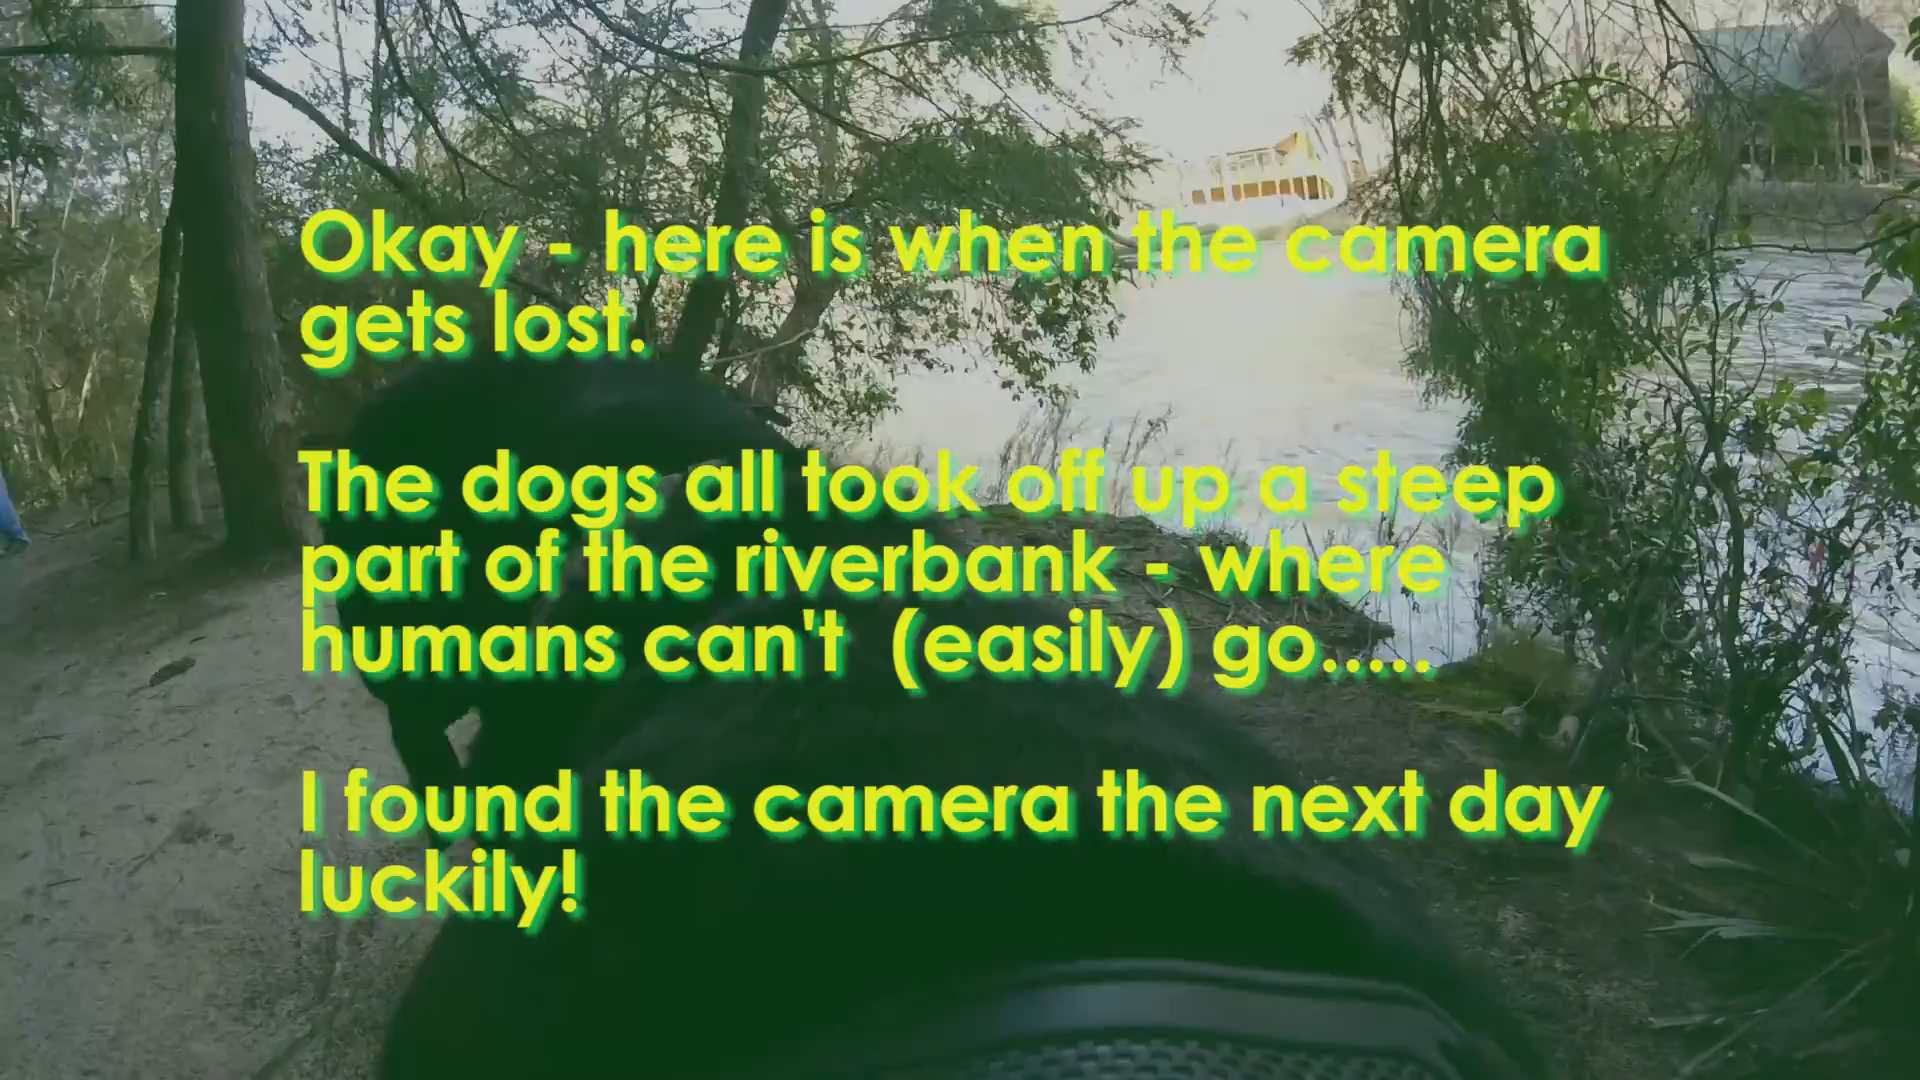 Okay - here is when the camera
gets lost.
The dogs all took off up a steep
part of the riverbank - where
humans can't  (easily) go.....
I found the camera the next day
luckily!